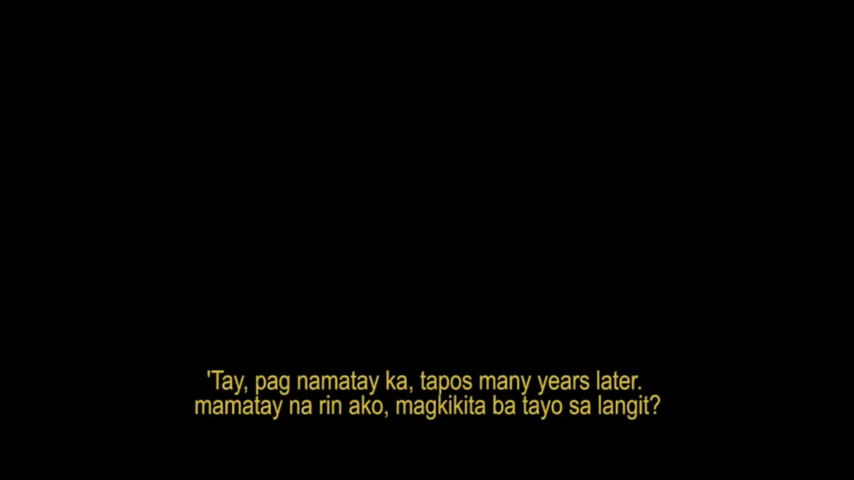 'Tay, pag namatay ka, tapos many years later.
mamatay na rin ako, magkikita ba tayo sa langit?